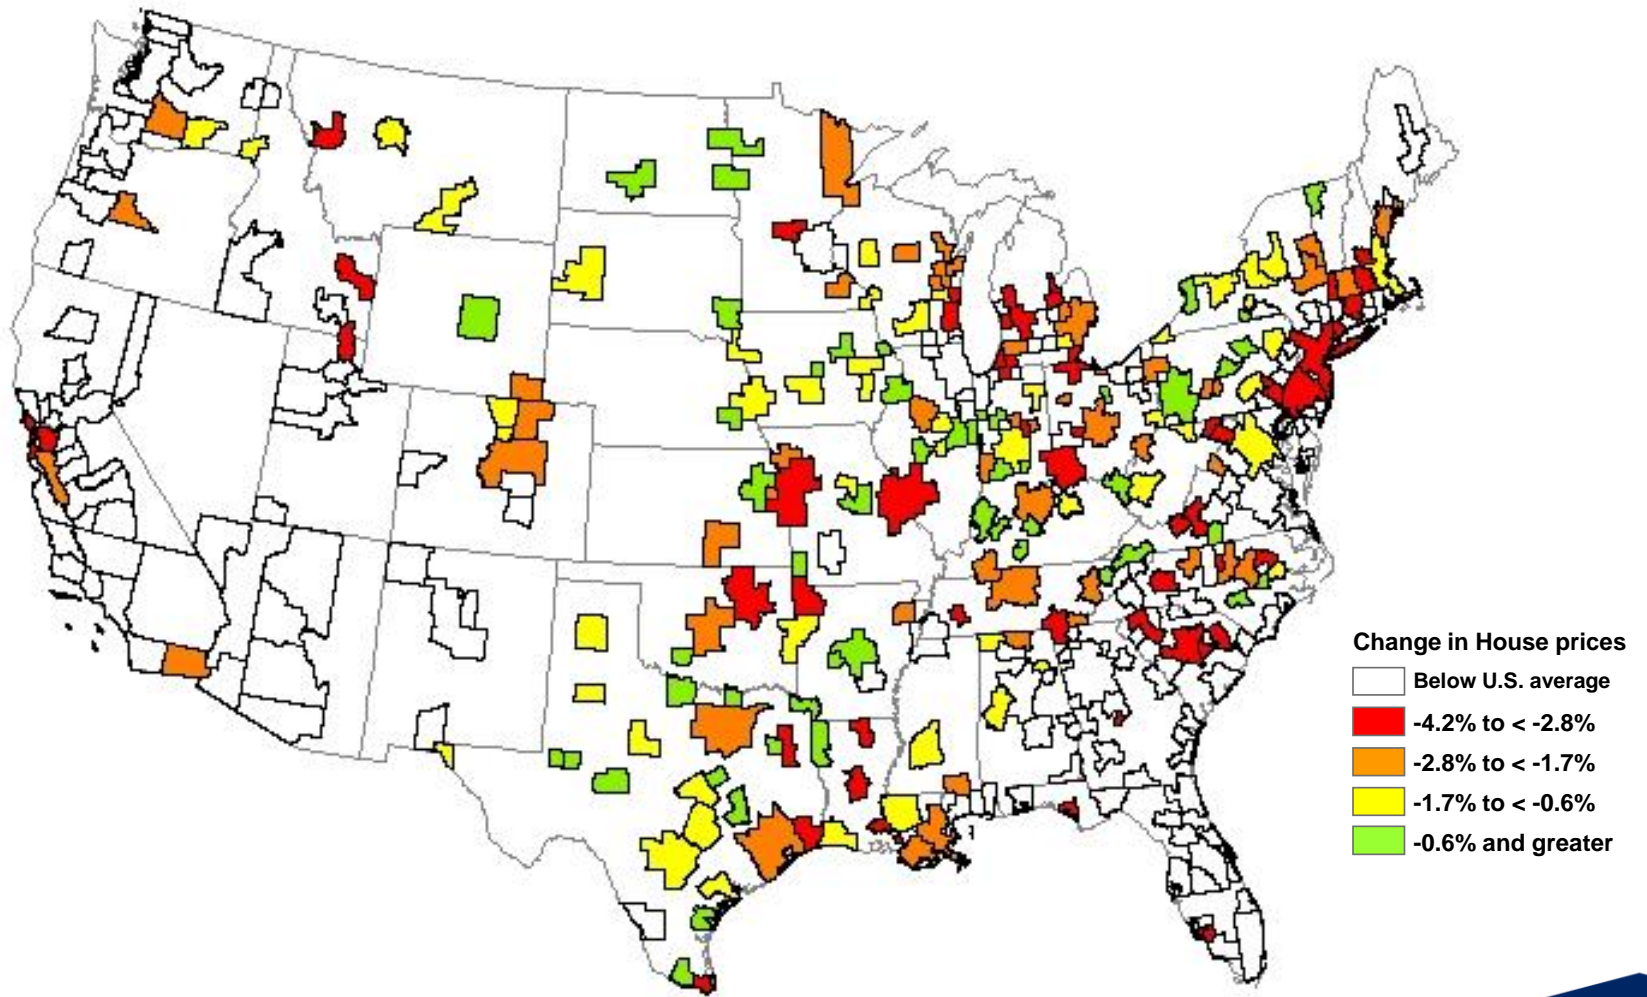 Change in House prices
Below U.S. average
-4.2% to < -2.8%
-2.8% to < -1.7%
-1.7% to < -0.6%
-0.6% and greater